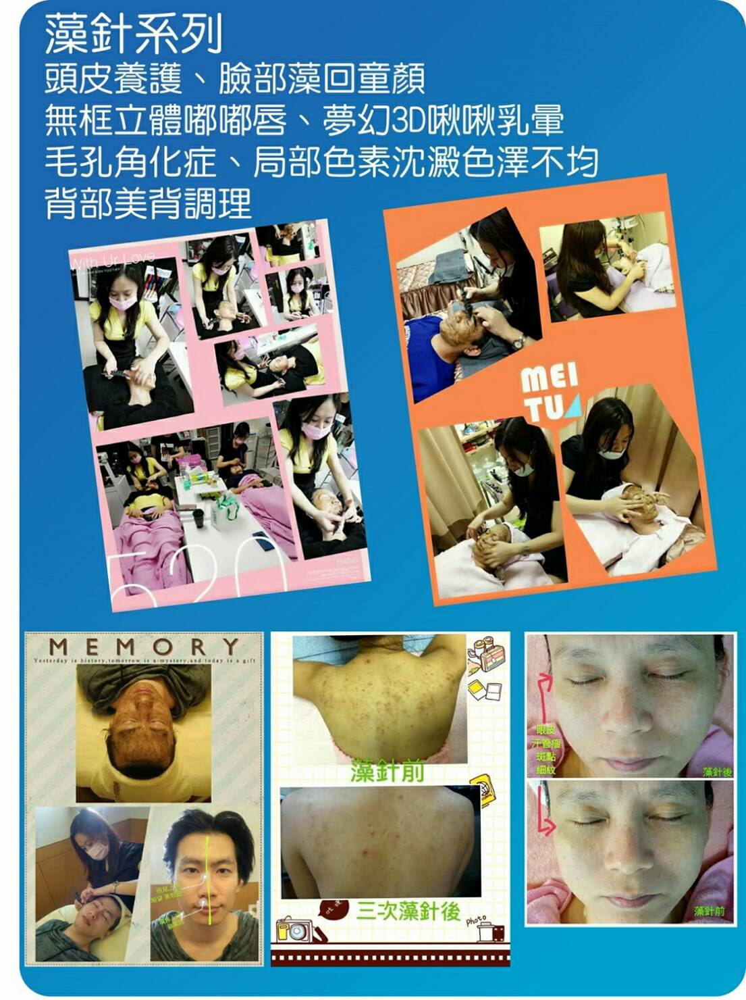 藻針系列
頭皮養護、臉部藻回童顏
無框立體嘟嘟唇、夢幻3D啾啾乳暈
毛孔角化症、局部色素沈澱色澤不均
背部美背調理
With Ur Love
MEI
TU
520
FRIDAY
MEMORY
Yesterday is history,tomorrow is a mystery,and today is a gift
藻針前
三次藻針後
photo
眼皮
汗管瘤
斑點
細紋
藻針後
藻針前